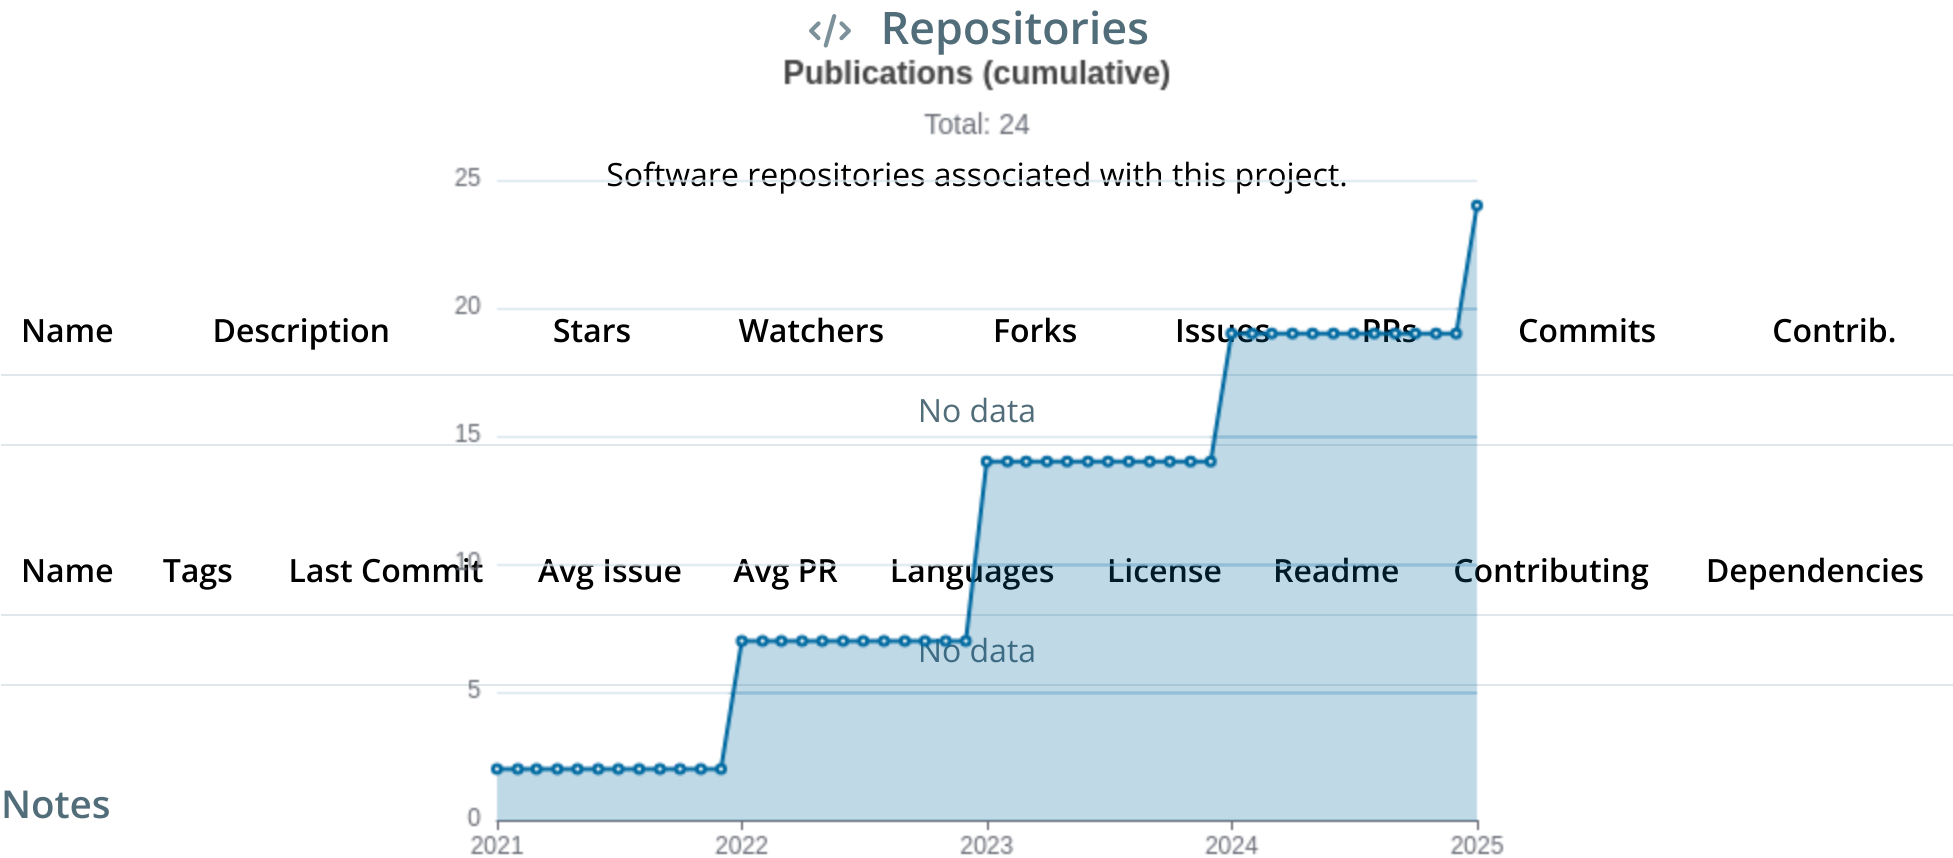 </> Repositories
Publications (cumulative)
Total: 24
25
Software repositories associated with this project.
20
Name Description Stars Watchers Forks Issues PRs Commits Contrib.
No data
15
10
Name Tags Last Commit Avg Issue Avg PR Languages License Readme Contributing Dependencies
No data
5
Notes
0
2021 2022 2023 2024 2025